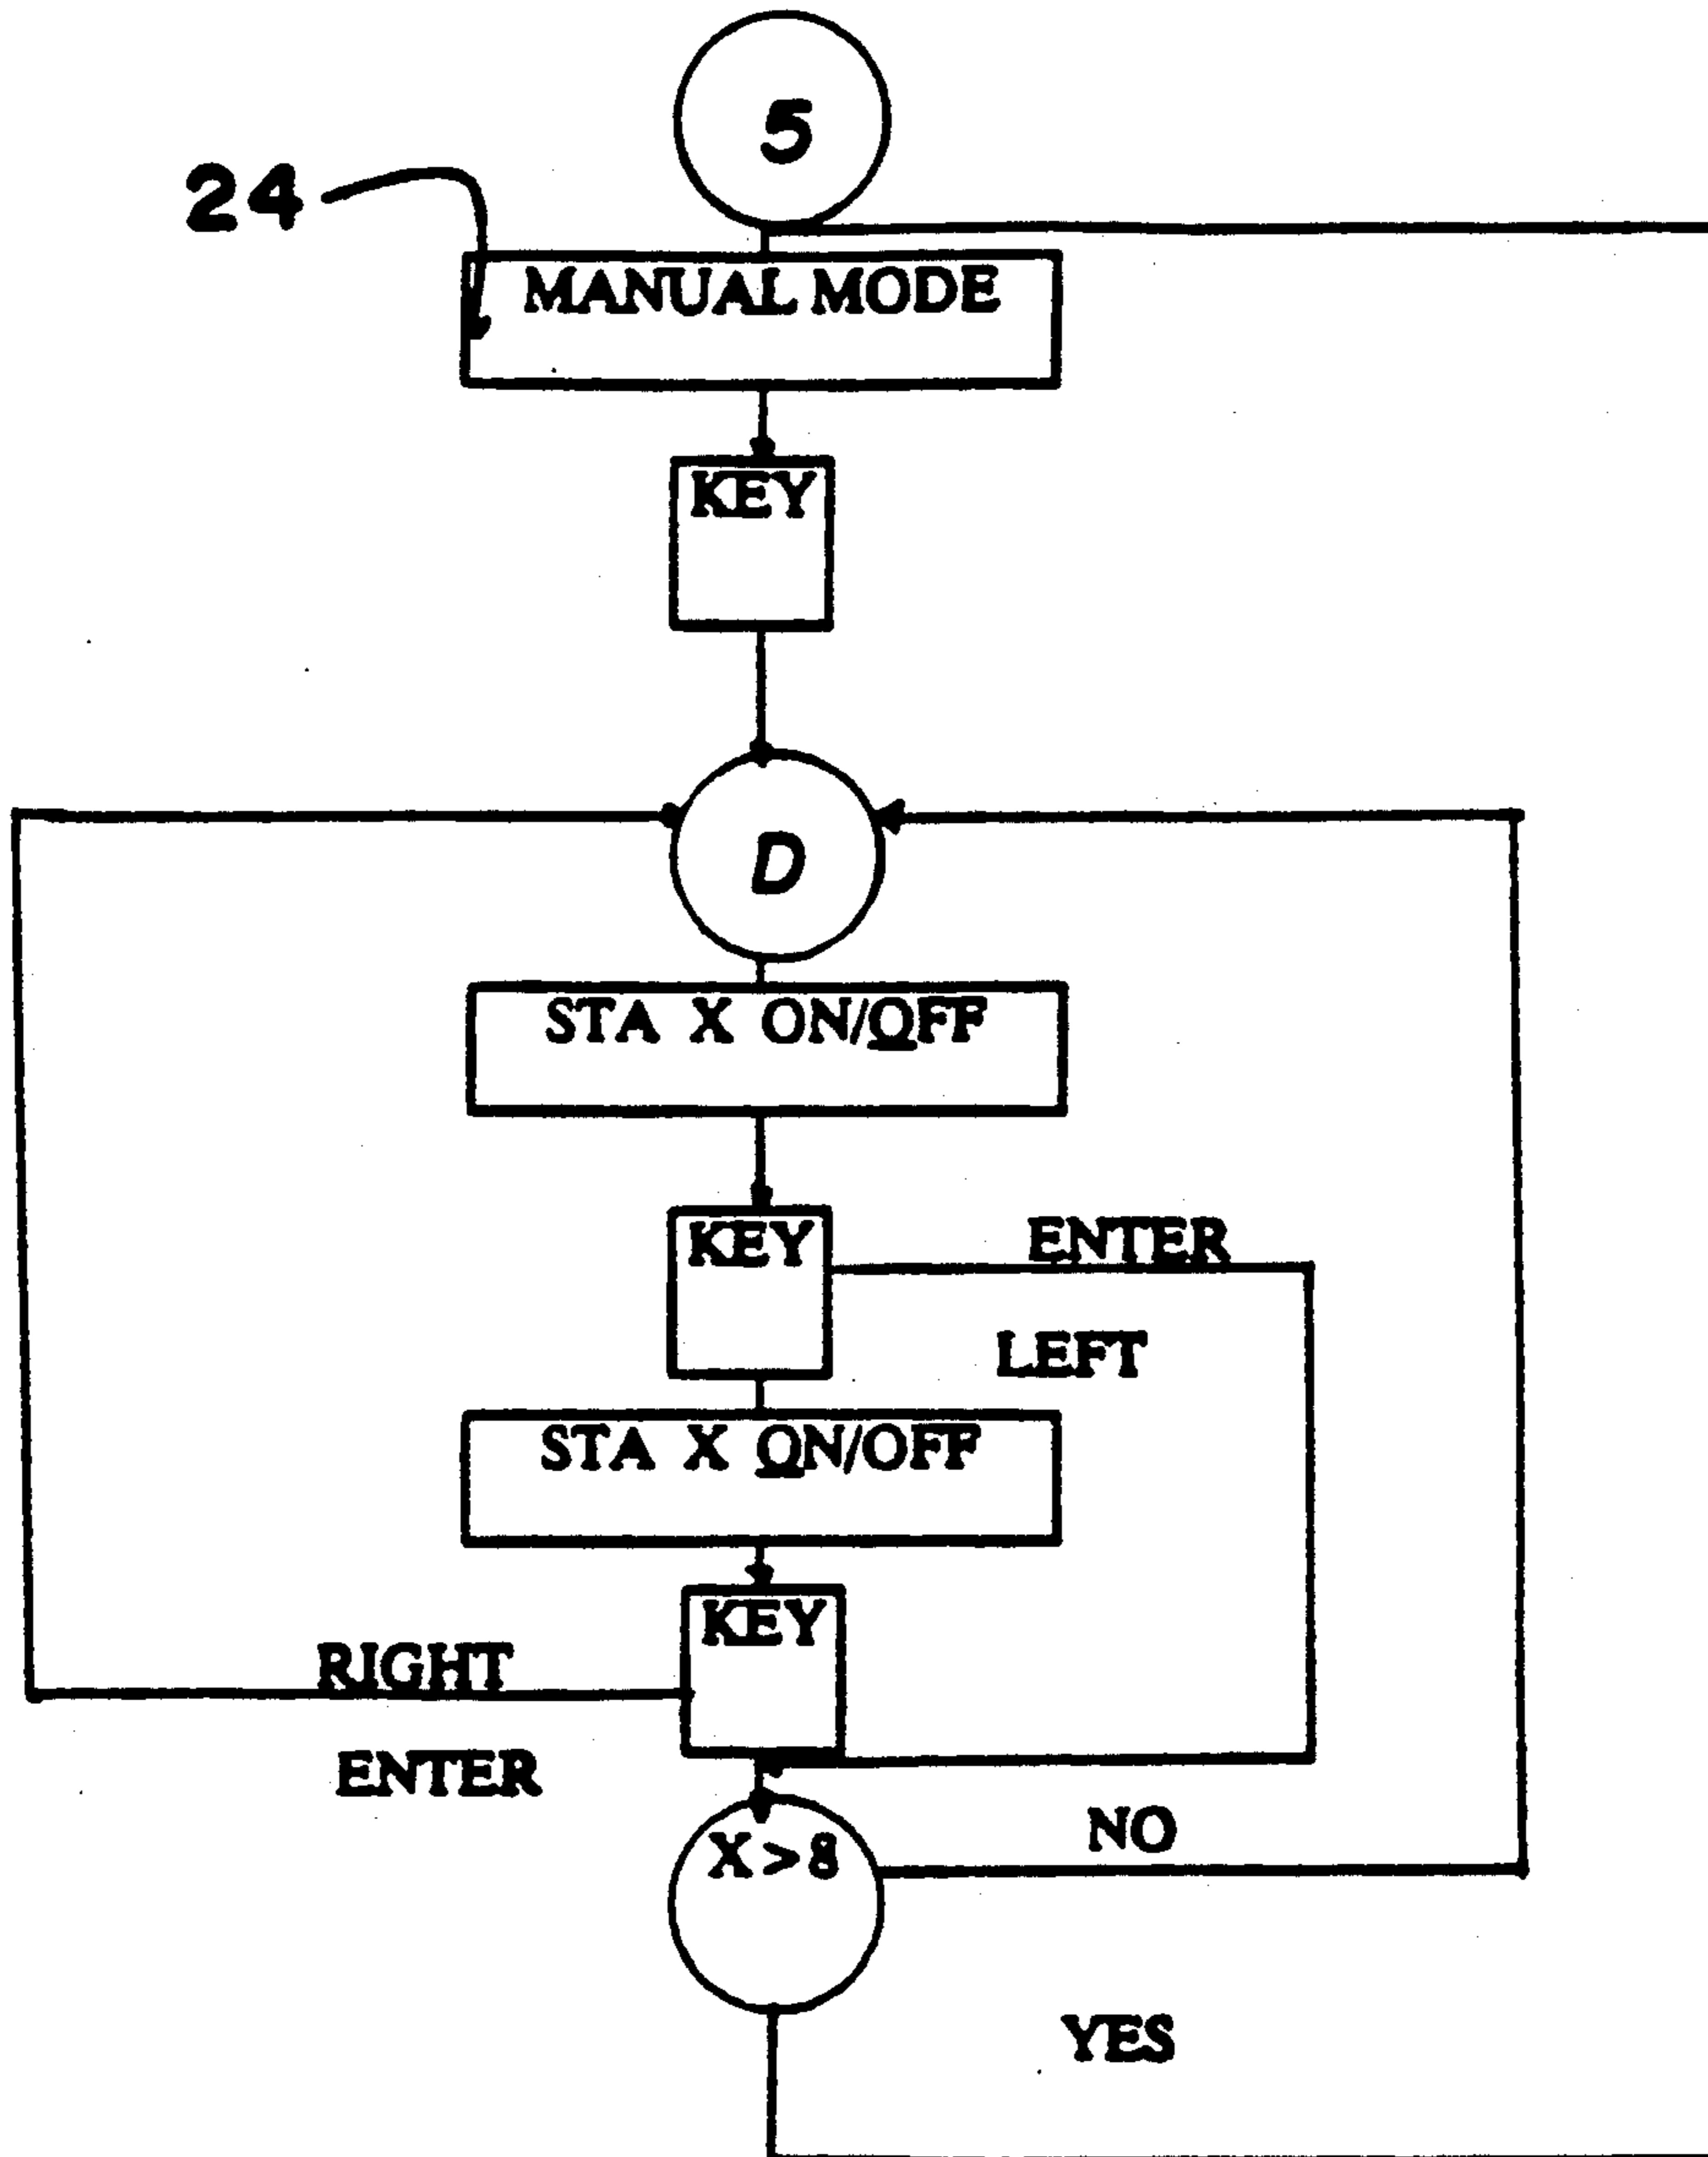 5
24
MANUAL MODE
KEY
D
STA X ON/OFF
KEY
ENTER
LEFT
STA X ON/OFF
KEY
RIGHT
ENTER
X>8
NO
YES